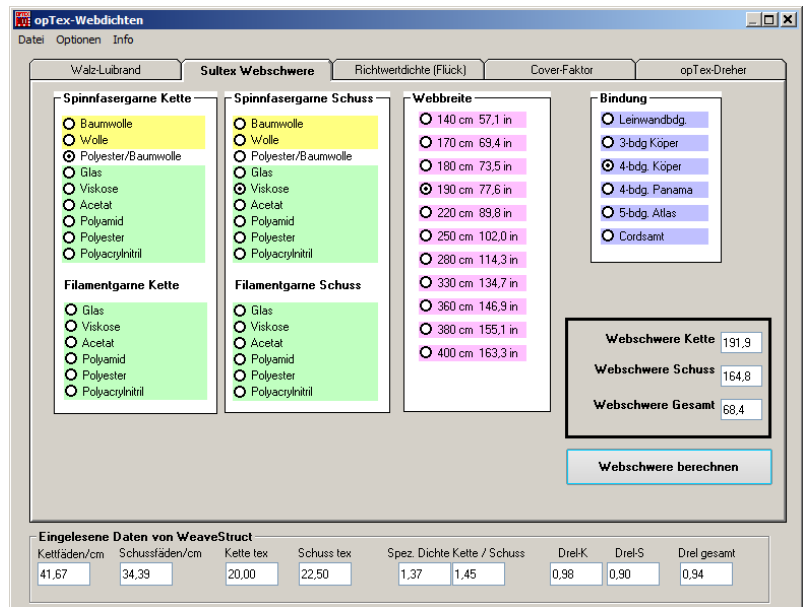 opTex-Webdichten
Datei Optionen Info
Walz-Luibrand
Sultex Webschwere
Richtwertdichte (Flück)
Cover-Faktor
opTex-Dreher
Spinnfasergarne Kette
Baumwolle
Wolle
Polyester/Baumwolle
Glas
Viskose
Acetat
Polyamid
Polyester
Polyacrylnitril
Filamentgarne Kette
Glas
Viskose
Acetat
Polyamid
Polyester
Polyacrylnitril
Spinnfasergarne Schuss
Baumwolle
Wolle
Polyester/Baumwolle
Glas
Viskose
Acetat
Polyamid
Polyester
Polyacrylnitril
Filamentgarne Schuss
Glas
Viskose
Acetat
Polyamid
Polyester
Polyacrylnitril
Webbreite
140 cm 57,1 in
170 cm 69,4 in
180 cm 73,5 in
190 cm 77,6 in
220 cm 89,8 in
250 cm 102,0 in
280 cm 114,3 in
330 cm 134,7 in
360 cm 146,9 in
380 cm 155,1 in
400 cm 163,3 in
Bindung
Leinwandbdg.
3-bdg Köper
4-bdg. Köper
4-bdg. Panama
5-bdg. Atlas
Cordsamt
Webschwere Kette 191,9
Webschwere Schuss 164,8
Webschwere Gesamt 68,4
Webschwere berechnen
Eingelesene Daten von WeaveStruct
Kettfäden/cm Schussfäden/cm Kette tex Schuss tex Spez. Dichte Kette / Schuss Drel-K Drel-S Drel gesamt
41,67 34,39 20,00 22,50 1,37 1,45 0,98 0,90 0,94